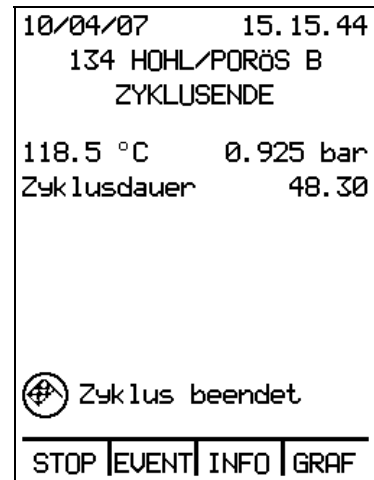 10/04/07 15.15.44
134 HOHL/PORöS B
ZYKLUSENDE
118.5 °C 0.925 bar
Zyklusdauer 48.30
Zyklus beendet
STOP EVENT INFO GRAF